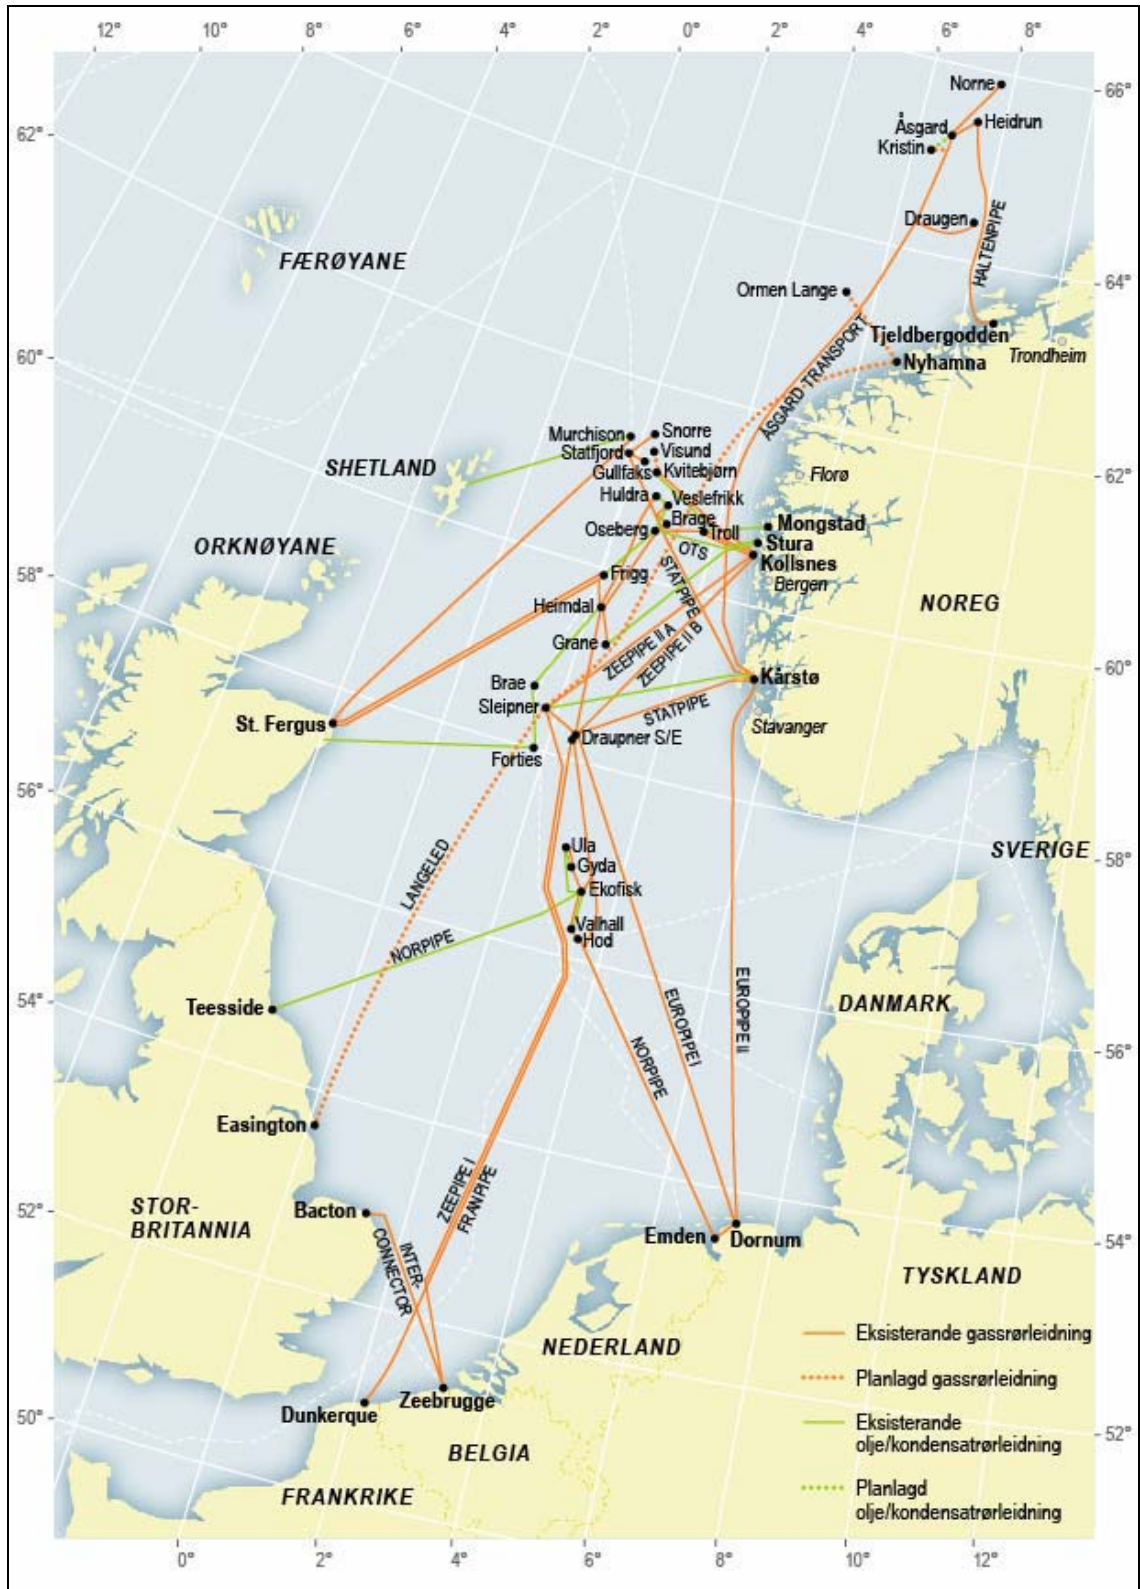 12° 10° 8° 6° 4° 2° 0° 2° 4° 6° 8°
Norne
66°
Åsgard
Heidrun
62°
Kristin
Draugen
HALTENPIPE
FÆRØYANE
64°
Ormen Lange
Tjeldbergodden
Trondheim
60°
Nyhamna
ÅSGARD TRANSPORT
Murchison
Snorre
Statfjord
Visund
SHETLAND
Gullfaks
Kvitebjørn
Florø
62°
Huldra
Veslefrikk
Brage
Mongstad
Oseberg
Troll
Stura
ORKNØYANE
OTS
Kollsnes
58°
Frigg
Bergen
STATPIPE
Heimdal
NOREG
Grane
ZEEPIPE II A
ZEEPIPE II B
60°
Brae
Kårstø
Sleipner
STATPIPE
St. Fergus
Stavanger
Draupner S/E
Forties
56°
Ula
SVERIGE
58°
Gyda
LANGELED
Ekofisk
Valhall
Hod
NORPIPE
54°
Teesside
DANMARK
EUROPIPE II
EUROPIPE I
NORPIPE
56°
Easington
ZEEPIPE I
FRANPIPE
52°
STOR-
BRITANNIA
Bacton
Emden
Dornum
54°
INTER-
CONNECTOR
TYSKLAND
NEDERLAND
Eksisterande gassrørleidning
Planlagd gassrørleidning
Zeebrugge
Dunkerque
50°
Eksisterande
olje/kondensatrørleidning
52°
BELGIA
Planlagd
olje/kondensatrørleidning
FRANKRIKE
0° 2° 4° 6° 8° 10° 12°